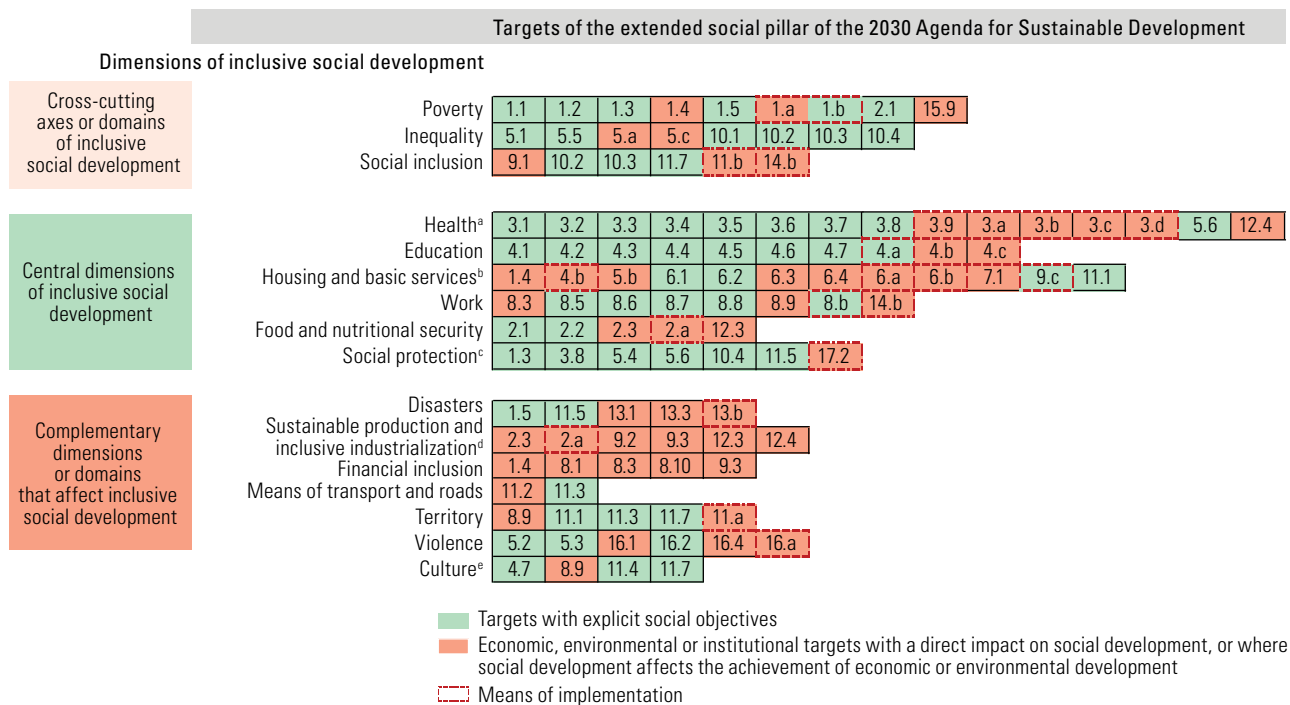 Targets of the extended social pillar of the 2030 Agenda for Sustainable Development
Dimensions of inclusive social development
Cross-cutting
axes or domains
of inclusive
social development
Poverty 1.1 1.2 1.3 1.4 1.5 1.a 1.b 2.1 15.9
Inequality 5.1 5.5 5.a 5.c 10.1 10.2 10.3 10.4
Social inclusion 9.1 10.2 10.3 11.7 11.b 14.b
Central dimensions
of inclusive social
development
Healthᵃ 3.1 3.2 3.3 3.4 3.5 3.6 3.7 3.8 3.9 3.a 3.b 3.c 3.d 5.6 12.4
Education 4.1 4.2 4.3 4.4 4.5 4.6 4.7 4.a 4.b 4.c
Housing and basic servicesᵇ 1.4 4.b 5.b 6.1 6.2 6.3 6.4 6.a 6.b 7.1 9.c 11.1
Work 8.3 8.5 8.6 8.7 8.8 8.9 8.b 14.b
Food and nutritional security 2.1 2.2 2.3 2.a 12.3
Social protectionᶜ 1.3 3.8 5.4 5.6 10.4 11.5 17.2
Complementary
dimensions
or domains
that affect inclusive
social development
Disasters 1.5 11.5 13.1 13.3 13.b
Sustainable production and
inclusive industrializationᵈ 2.3 2.a 9.2 9.3 12.3 12.4
Financial inclusion 1.4 8.1 8.3 8.10 9.3
Means of transport and roads 11.2 11.3
Territory 8.9 11.1 11.3 11.7 11.a
Violence 5.2 5.3 16.1 16.2 16.4 16.a
Cultureᵉ 4.7 8.9 11.4 11.7
Targets with explicit social objectives
Economic, environmental or institutional targets with a direct impact on social development, or where
social development affects the achievement of economic or environmental development
Means of implementation